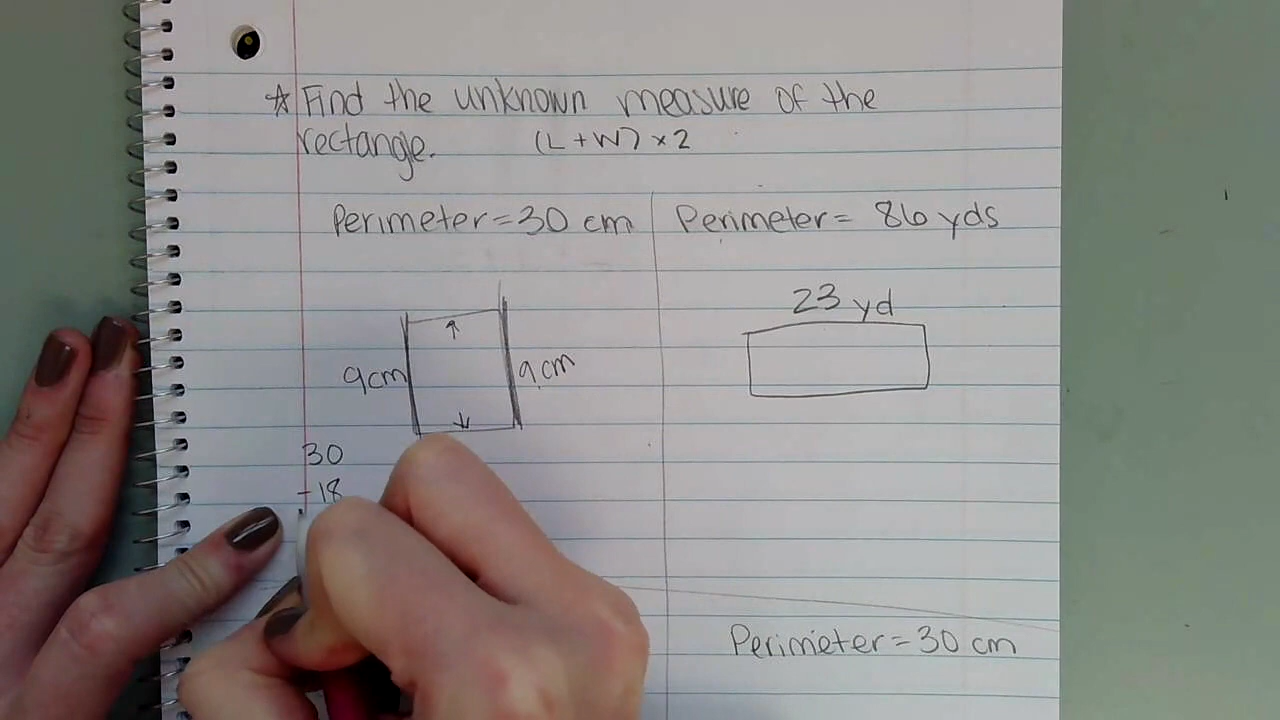 ☆ Find the unknown measure of the
rectange. (L+W) × 2
Perimeter = 30 cm
9cm 9cm
30
-18
Perimeter = 86 yds
23 yd
Perimeter = 30 cm